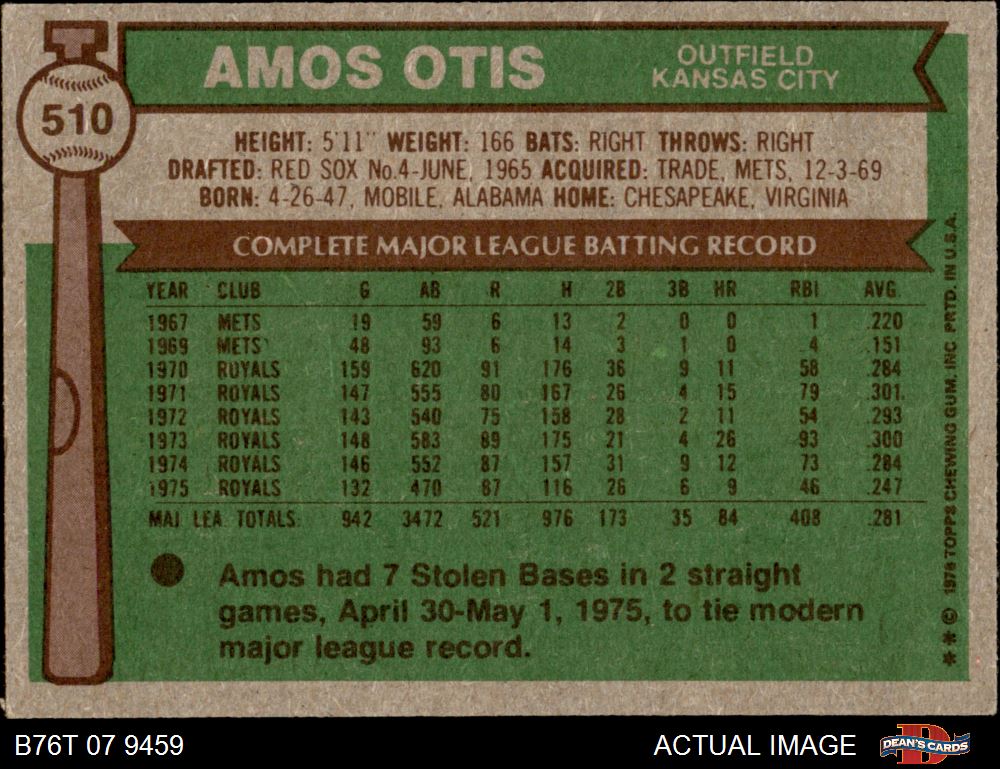 AMOS OTIS
OUTFIELD
KANSAS CITY
510
HEIGHT: 5'11" WEIGHT: 166 BATS: RIGHT THROWS: RIGHT
DRAFTED: RED SOX No.4-JUNE, 1965 ACQUIRED: TRADE, METS, 12-3-69
BORN: 4-26-47, MOBILE, ALABAMA HOME: CHESAPEAKE, VIRGINIA
COMPLETE MAJOR LEAGUE BATTING RECORD
YEAR CLUB G AB R H 2B 3B HR RBI AVG.
1967 METS 19 59 6 13 2 0 0 1 .220
1969 METS 48 93 6 14 3 1 0 4 .151
1970 ROYALS 159 620 91 176 36 9 11 58 .284
1971 ROYALS 147 555 80 167 26 4 15 79 .301
1972 ROYALS 143 540 75 158 28 2 11 54 .293
1973 ROYALS 148 583 89 175 21 4 26 93 .300
1974 ROYALS 146 552 87 157 31 9 12 73 .284
1975 ROYALS 132 470 87 116 26 6 9 46 .247
MAJ. LEA. TOTALS 942 3472 521 976 173 35 84 408 .281
Amos had 7 Stolen Bases in 2 straight
games, April 30-May 1, 1975, to tie modern
major league record.
* * © 1976 TOPPS CHEWING GUM, INC. PRTD. IN U.S.A.
B76T 07 9459
ACTUAL IMAGE
DEAN'S CARDS